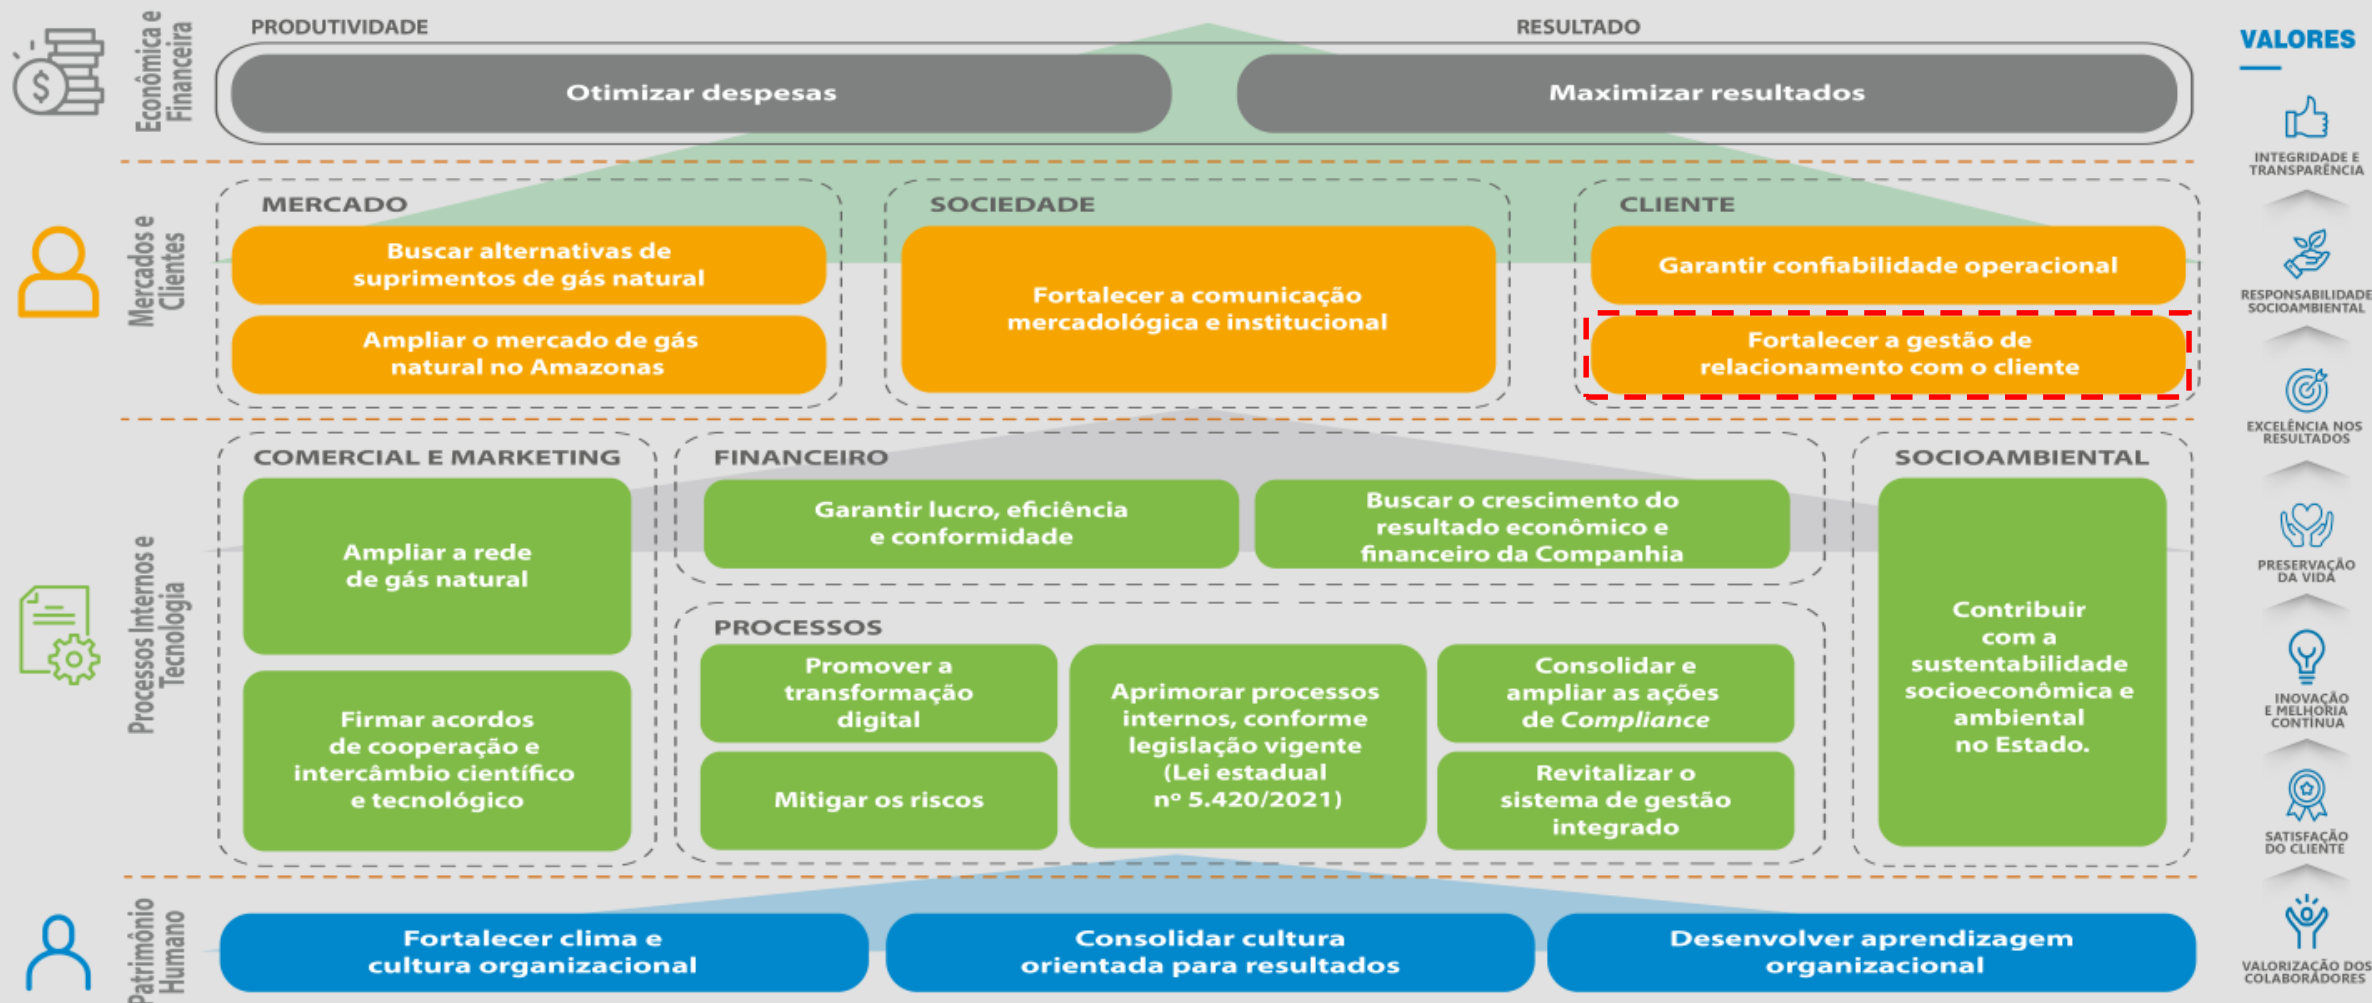 Econômica e
Financeira
PRODUTIVIDADE
RESULTADO
Otimizar despesas
Maximizar resultados
Mercados e
Clientes
MERCADO
Buscar alternativas de
suprimentos de gás natural
Ampliar o mercado de gás
natural no Amazonas
SOCIEDADE
Fortalecer a comunicação
mercadológica e institucional
CLIENTE
Garantir confiabilidade operacional
Fortalecer a gestão de
relacionamento com o cliente
Processos Internos e
Tecnologia
COMERCIAL E MARKETING
Ampliar a rede
de gás natural
Firmar acordos
de cooperação e
intercâmbio científico
e tecnológico
FINANCEIRO
Garantir lucro, eficiência
e conformidade
Buscar o crescimento do
resultado econômico e
financeiro da Companhia
PROCESSOS
Promover a
transformação
digital
Mitigar os riscos
Aprimorar processos
internos, conforme
legislação vigente
(Lei estadual
nº 5.420/2021)
Consolidar e
ampliar as ações
de Compliance
Revitalizar o
sistema de gestão
integrado
SOCIOAMBIENTAL
Contribuir
com a
sustentabilidade
socioeconômica e
ambiental
no Estado.
Patrimônio
Humano
Fortalecer clima e
cultura organizacional
Consolidar cultura
orientada para resultados
Desenvolver aprendizagem
organizacional
VALORES
INTEGRIDADE E
TRANSPARÊNCIA
RESPONSABILIDADE
SOCIOAMBIENTAL
EXCELÊNCIA NOS
RESULTADOS
PRESERVAÇÃO
DA VIDA
INOVAÇÃO
E MELHORIA
CONTÍNUA
SATISFAÇÃO
DO CLIENTE
VALORIZAÇÃO DOS
COLABORADORES
$